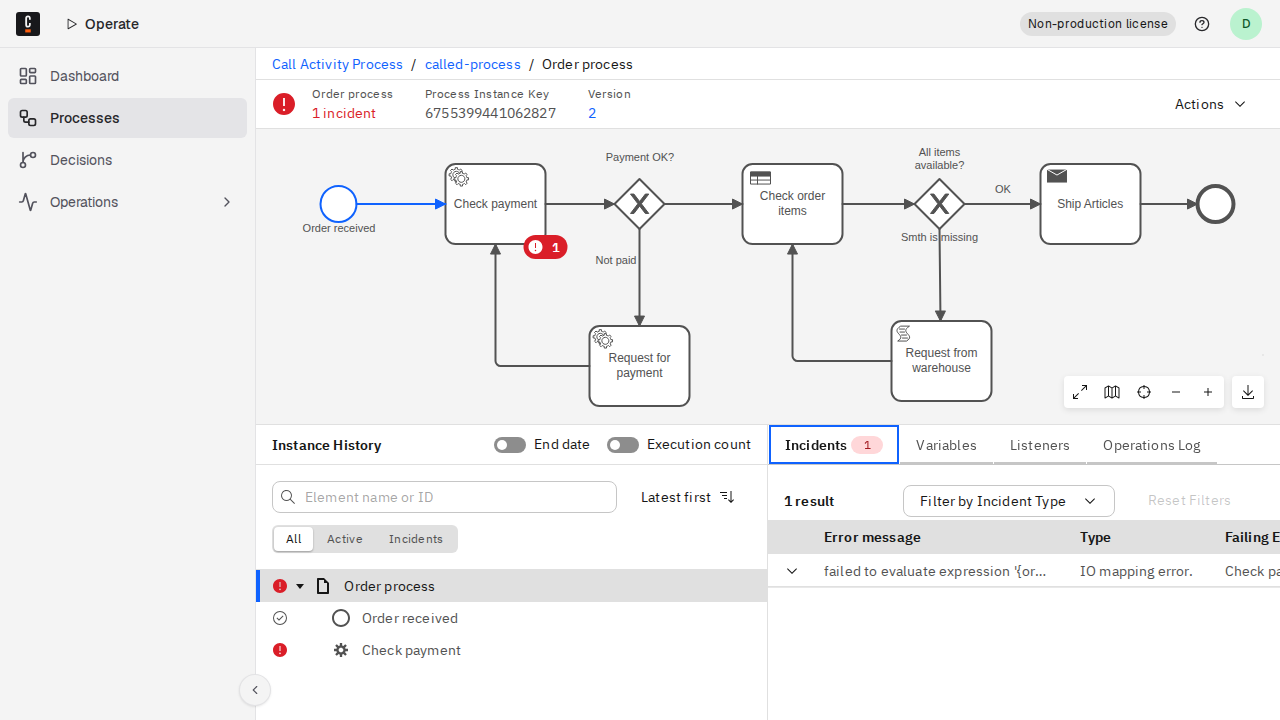 Operate
Non-production license
D
Dashboard
Processes
Decisions
Operations
Call Activity Process / called-process / Order process
Order process
1 incident
Process Instance Key
6755399441062827
Version
2
Actions
Order received
Check payment
1
Payment OK?
Not paid
Request for
payment
Check order
items
All items
available?
Smth is missing
OK
Request from
warehouse
Ship Articles
Instance History
End date
Execution count
Element name or ID
Latest first
All
Active
Incidents
Order process
Order received
Check payment
Incidents 1
Variables
Listeners
Operations Log
1 result
Filter by Incident Type
Reset Filters
Error message
Type
Failing E
failed to evaluate expression '{or...
IO mapping error.
Check pa